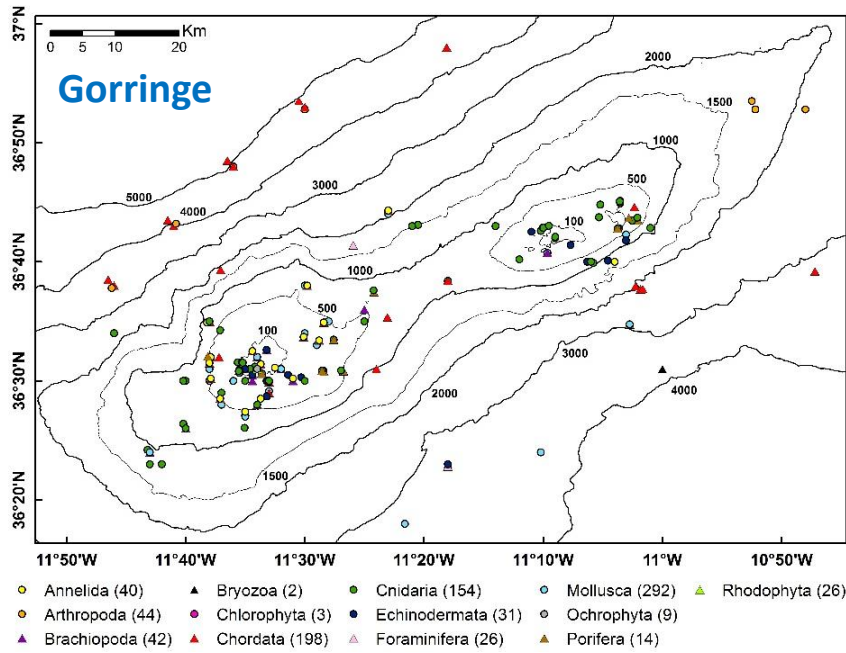 0 5 10 20 Km
Gorringe
37°N
36°50'N
36°40'N
36°30'N
36°20'N
5000
4000
3000
2000
1500
1000
500
100
1000
500
100
1500
2000
3000
4000
11°50'W 11°40'W 11°30'W 11°20'W 11°10'W 11°W 10°50'W
Annelida (40) Bryozoa (2) Cnidaria (154) Mollusca (292) Rhodophyta (26)
Arthropoda (44) Chlorophyta (3) Echinodermata (31) Ochrophyta (9)
Brachiopoda (42) Chordata (198) Foraminifera (26) Porifera (14)